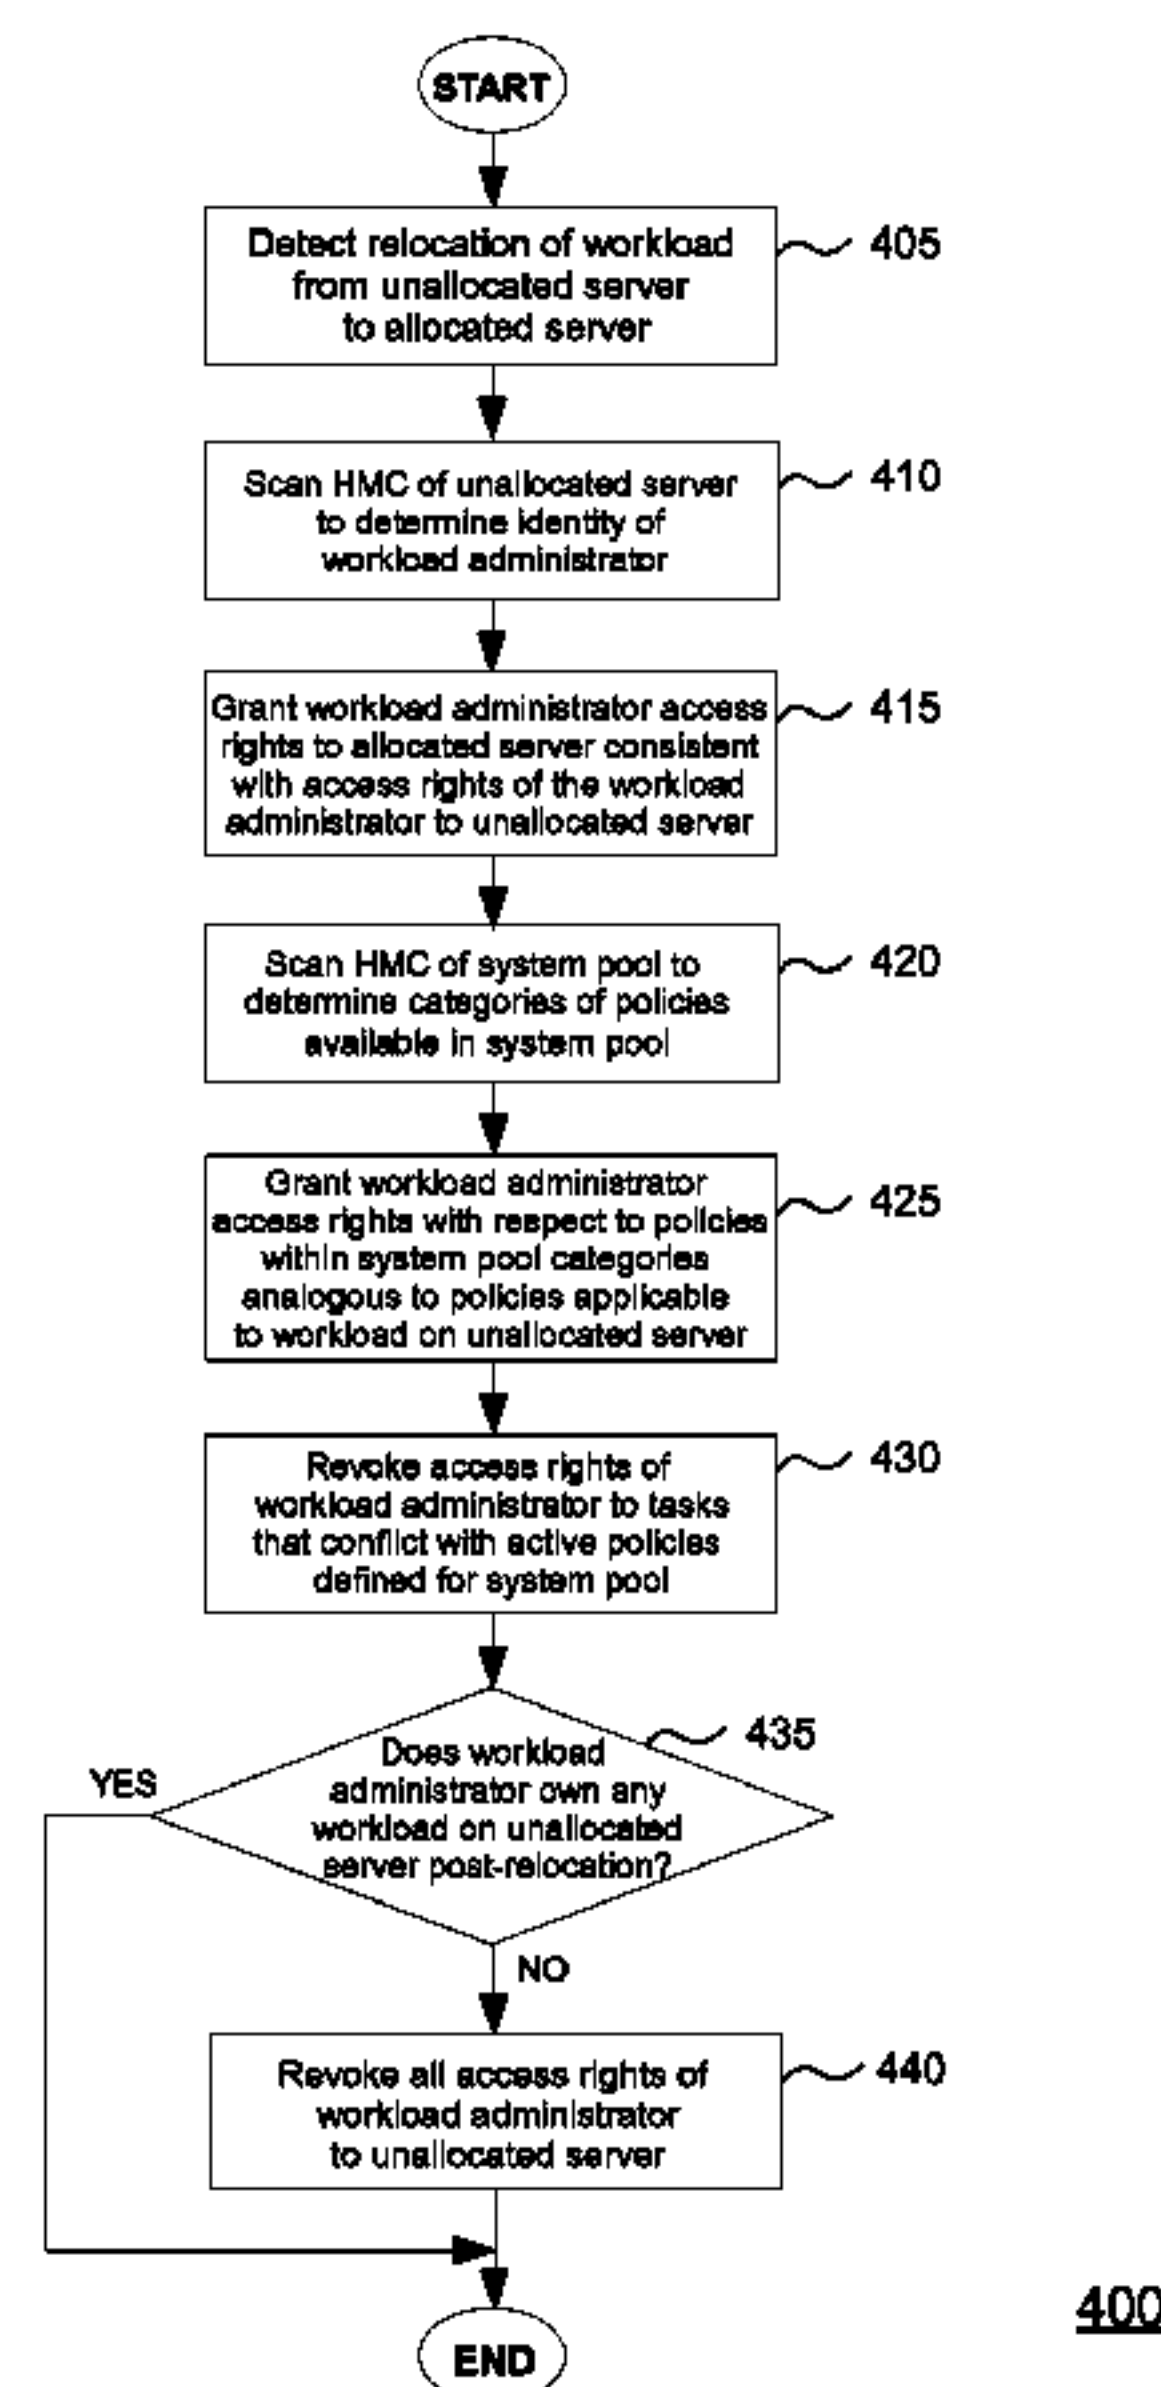 START
Detect relocation of workload
from unallocated server
to allocated server
405
Scan HMC of unallocated server
to determine identity of
workload administrator
410
Grant workload administrator access
rights to allocated server consistent
with access rights of the workload
administrator to unallocated server
415
Scan HMC of system pool to
determine categories of policies
available in system pool
420
Grant workload administrator
access rights with respect to policies
within system pool categories
analogous to policies applicable
to workload on unallocated server
425
Revoke access rights of
workload administrator to tasks
that conflict with active policies
defined for system pool
430
Does workload
administrator own any
workload on unallocated
server post-relocation?
435
YES
NO
Revoke all access rights of
workload administrator
to unallocated server
440
END
400